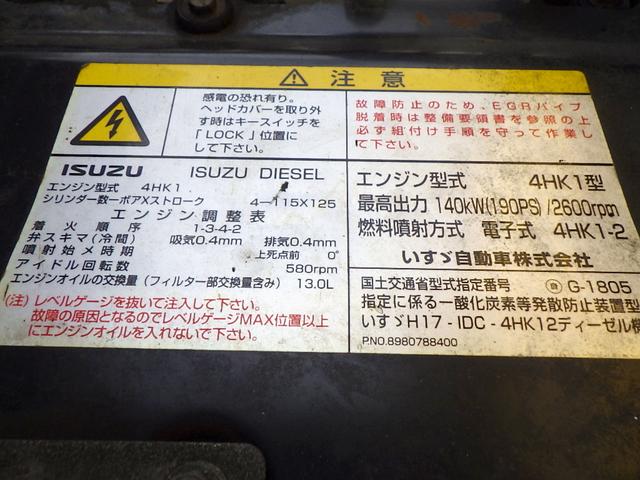 ⚠ 注意
感電の恐れ有り。
ヘッドカバーを取り外
す時はキースイッチを
「LOCK」位置に
して下さい。
故障防止のため、EGRパイプ
脱着時は整備要領書を参照の上
必ず組付け手順を守って作業し
て下さい。
ISUZU ISUZU DIESEL
エンジン型式 4HK1
シリンダー数ーボアXストローク 4ー115X125
エンジン調整表
着火順序 1-3-4-2
弁スキマ(冷間) 吸気0.4mm 排気0.4mm
噴射始メ時期 上死点前 0°
アイドル回転数 580rpm
エンジンオイルの交換量(フィルター部交換量含み) 13.0L
(注)レベルゲージを抜いて注入して下さい。
故障の原因となるのでレベルゲージMAX位置以上
にエンジンオイルを入れないで下さい。
エンジン型式 4HK1型
最高出力 140kW(190PS)/2600rpm
燃料噴射方式 電子式 4HK1-2
いすゞ自動車株式会社
国土交通省型式指定番号 G-1805
指定に係る一酸化炭素等発散防止装置型
いすゞH17-IDC-4HK12ディーゼル機
P.NO.8980788400